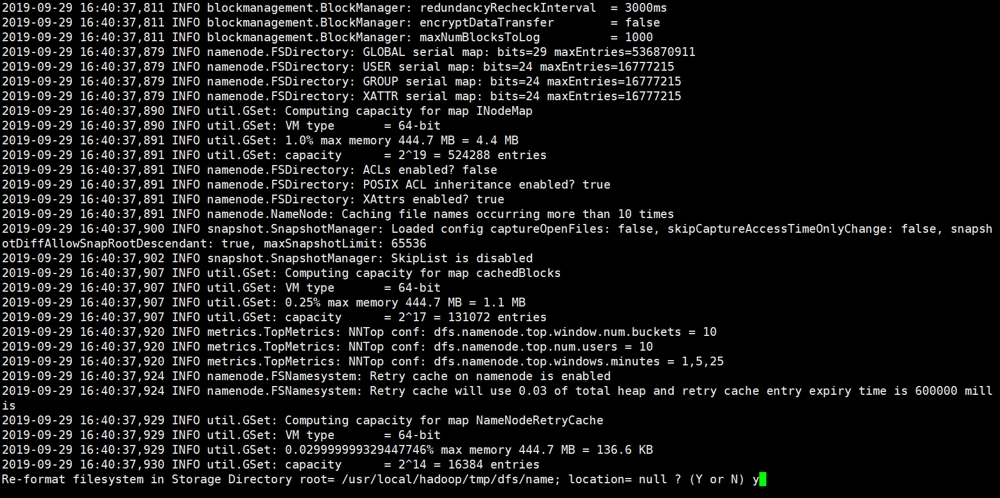 2019-09-29 16:40:37,811 INFO blockmanagement.BlockManager: redundancyRecheckInterval  = 3000ms
2019-09-29 16:40:37,811 INFO blockmanagement.BlockManager: encryptDataTransfer        = false
2019-09-29 16:40:37,811 INFO blockmanagement.BlockManager: maxNumBlocksToLog          = 1000
2019-09-29 16:40:37,879 INFO namenode.FSDirectory: GLOBAL serial map: bits=29 maxEntries=536870911
2019-09-29 16:40:37,879 INFO namenode.FSDirectory: USER serial map: bits=24 maxEntries=16777215
2019-09-29 16:40:37,879 INFO namenode.FSDirectory: GROUP serial map: bits=24 maxEntries=16777215
2019-09-29 16:40:37,879 INFO namenode.FSDirectory: XATTR serial map: bits=24 maxEntries=16777215
2019-09-29 16:40:37,890 INFO util.GSet: Computing capacity for map INodeMap
2019-09-29 16:40:37,890 INFO util.GSet: VM type       = 64-bit
2019-09-29 16:40:37,891 INFO util.GSet: 1.0% max memory 444.7 MB = 4.4 MB
2019-09-29 16:40:37,891 INFO util.GSet: capacity      = 2^19 = 524288 entries
2019-09-29 16:40:37,891 INFO namenode.FSDirectory: ACLs enabled? false
2019-09-29 16:40:37,891 INFO namenode.FSDirectory: POSIX ACL inheritance enabled? true
2019-09-29 16:40:37,891 INFO namenode.FSDirectory: XAttrs enabled? true
2019-09-29 16:40:37,891 INFO namenode.NameNode: Caching file names occurring more than 10 times
2019-09-29 16:40:37,900 INFO snapshot.SnapshotManager: Loaded config captureOpenFiles: false, skipCaptureAccessTimeOnlyChange: false, snapsh
otDiffAllowSnapRootDescendant: true, maxSnapshotLimit: 65536
2019-09-29 16:40:37,902 INFO snapshot.SnapshotManager: SkipList is disabled
2019-09-29 16:40:37,907 INFO util.GSet: Computing capacity for map cachedBlocks
2019-09-29 16:40:37,907 INFO util.GSet: VM type       = 64-bit
2019-09-29 16:40:37,907 INFO util.GSet: 0.25% max memory 444.7 MB = 1.1 MB
2019-09-29 16:40:37,907 INFO util.GSet: capacity      = 2^17 = 131072 entries
2019-09-29 16:40:37,920 INFO metrics.TopMetrics: NNTop conf: dfs.namenode.top.window.num.buckets = 10
2019-09-29 16:40:37,920 INFO metrics.TopMetrics: NNTop conf: dfs.namenode.top.num.users = 10
2019-09-29 16:40:37,920 INFO metrics.TopMetrics: NNTop conf: dfs.namenode.top.windows.minutes = 1,5,25
2019-09-29 16:40:37,924 INFO namenode.FSNamesystem: Retry cache on namenode is enabled
2019-09-29 16:40:37,924 INFO namenode.FSNamesystem: Retry cache will use 0.03 of total heap and retry cache entry expiry time is 600000 mill
is
2019-09-29 16:40:37,929 INFO util.GSet: Computing capacity for map NameNodeRetryCache
2019-09-29 16:40:37,929 INFO util.GSet: VM type       = 64-bit
2019-09-29 16:40:37,929 INFO util.GSet: 0.029999999329447746% max memory 444.7 MB = 136.6 KB
2019-09-29 16:40:37,930 INFO util.GSet: capacity      = 2^14 = 16384 entries
Re-format filesystem in Storage Directory root= /usr/local/hadoop/tmp/dfs/name; location= null ? (Y or N) y